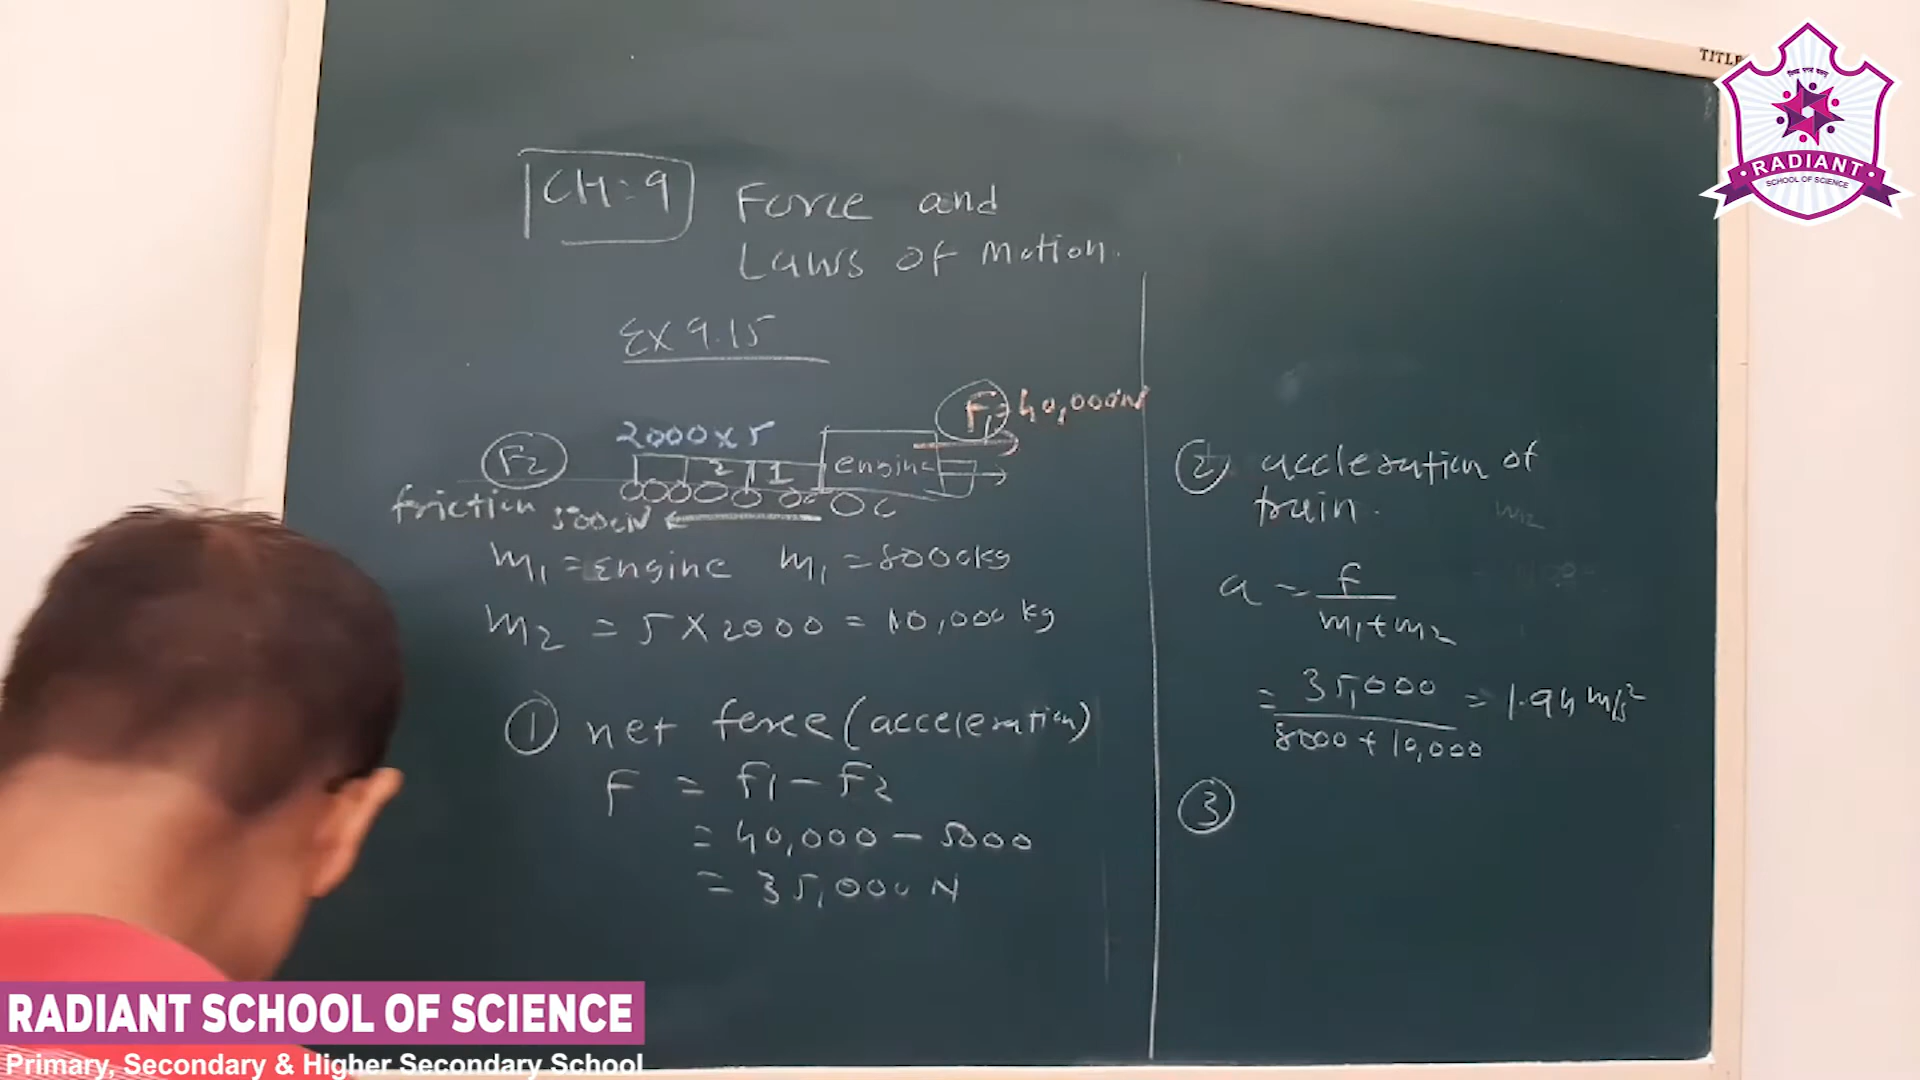 TITLE
RADIANT
SCHOOL OF SCIENCE
CH:9 Force and
Laws of Motion.
EX 9.15
F1=40,000N
F2
2000x5
2 1 engine
friction 5000N
m1 = Engine m1 = 8000kg
m2 = 5 x 2000 = 10,000 kg
1 net force (acceleration)
F = F1 - F2
= 40,000 - 5000
= 35,000 N
2 accleration of
train.
m2
a = F / m1+m2
= 35,000 / 8000 + 10,000 = 1.94 m/s²
3
RADIANT SCHOOL OF SCIENCE
Primary, Secondary & Higher Secondary School